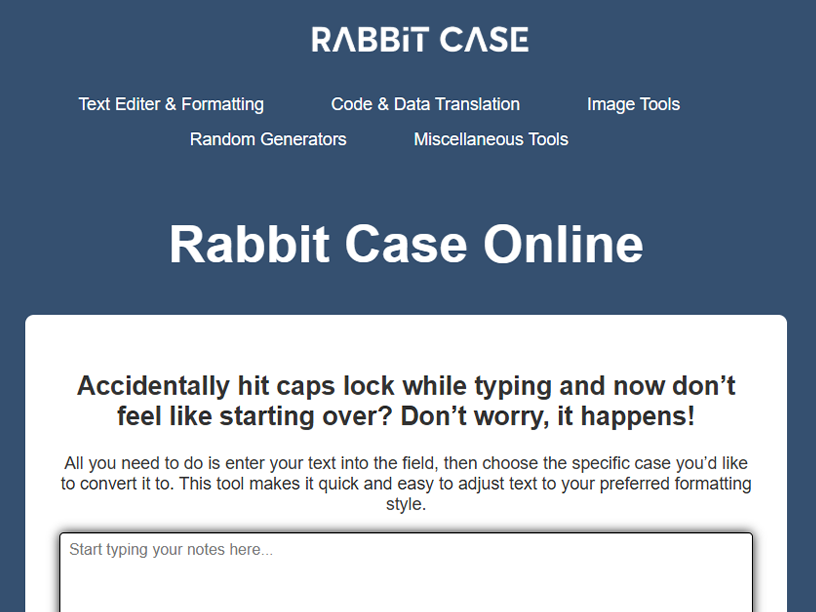 RABBiT CASE
Text Editer & Formatting Code & Data Translation Image Tools
Random Generators Miscellaneous Tools
Rabbit Case Online
Accidentally hit caps lock while typing and now don’t
feel like starting over? Don’t worry, it happens!
All you need to do is enter your text into the field, then choose the specific case you’d like
to convert it to. This tool makes it quick and easy to adjust text to your preferred formatting
style.
Start typing your notes here...